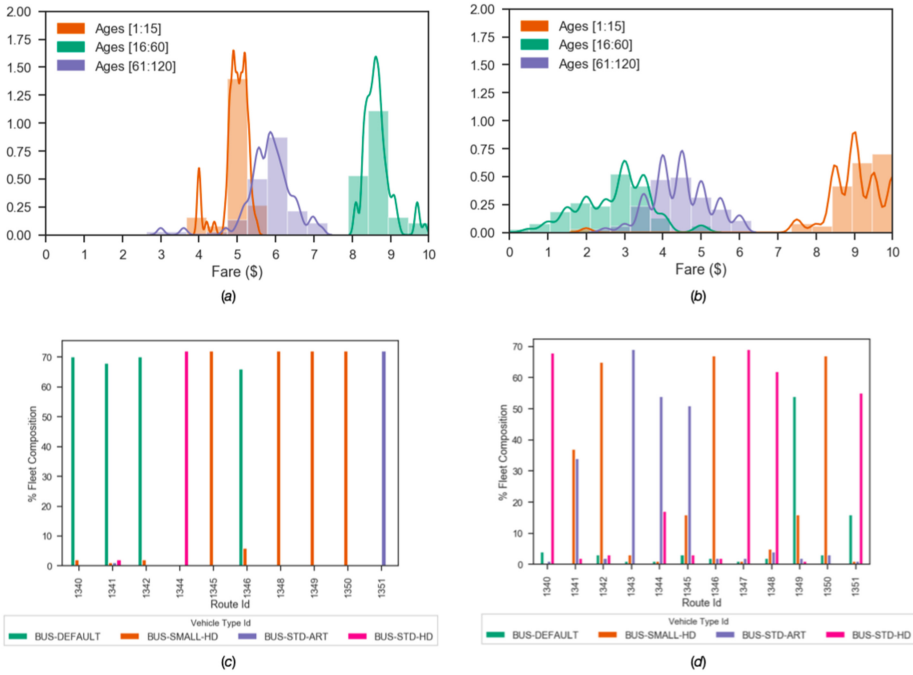 2.00
1.75
1.50
1.25
1.00
0.75
0.50
0.25
0.00
Ages [1:15]
Ages [16:60]
Ages [61:120]
0 1 2 3 4 5 6 7 8 9 10
Fare ($)
(a)
2.00
1.75
1.50
1.25
1.00
0.75
0.50
0.25
0.00
Ages [1:15]
Ages [16:60]
Ages [61:120]
0 1 2 3 4 5 6 7 8 9 10
Fare ($)
(b)
% Fleet Composition
70
60
50
40
30
20
10
0
1340 1341 1342 1344 1345 1346 1348 1349 1350 1351
Route Id
Vehicle Type Id
BUS-DEFAULT BUS-SMALL-HD BUS-STD-ART BUS-STD-HD
(c)
% Fleet Composition
70
60
50
40
30
20
10
0
1340 1341 1342 1343 1344 1345 1346 1347 1348 1349 1350 1351
Route Id
Vehicle Type Id
BUS-DEFAULT BUS-SMALL-HD BUS-STD-ART BUS-STD-HD
(d)